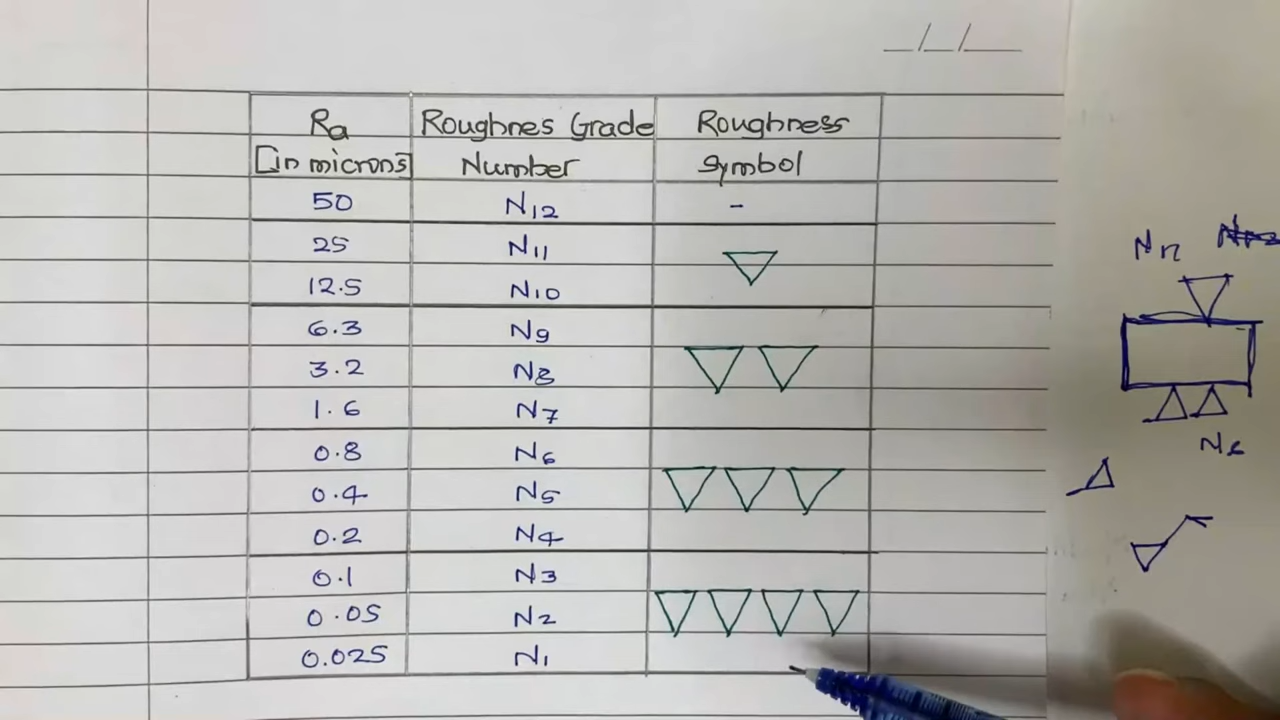 _/_/_
Ra Roughnes Grade Roughness
[in microns] Number symbol
50 N12 -
25 N11
12.5 N10
6.3 N9
3.2 N8
1.6 N7
0.8 N6
0.4 N5
0.2 N4
0.1 N3
0.05 N2
0.025 N1
N12